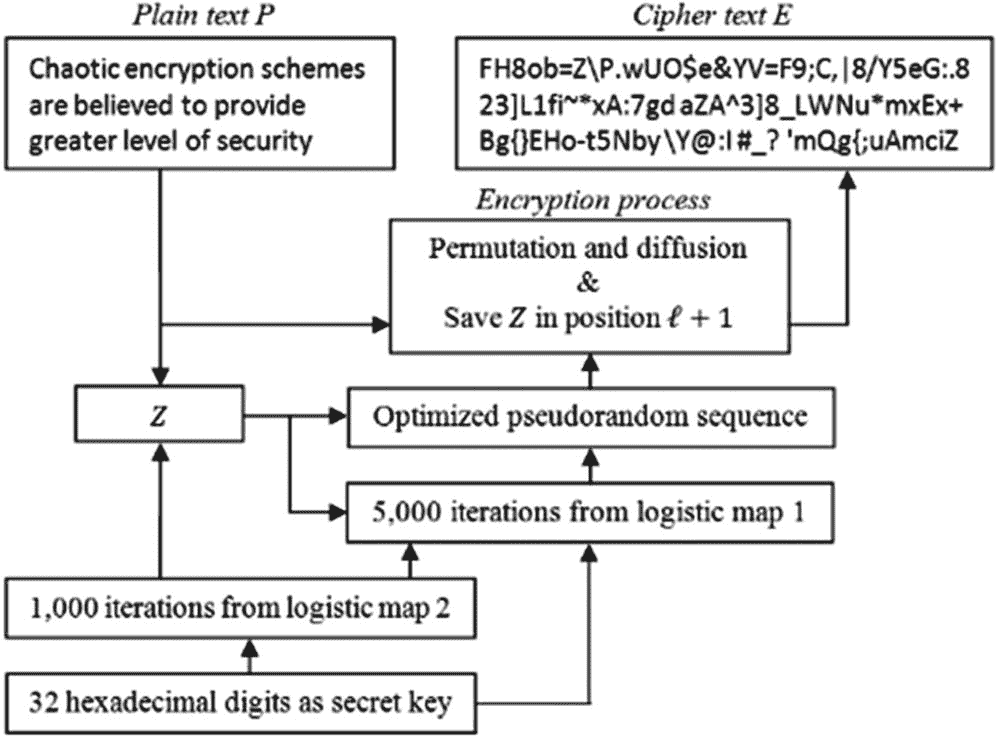 Plain text P
Cipher text E
Chaotic encryption schemes
are believed to provide
greater level of security
FH8ob=Z\P.wUO$e&YV=F9;C,|8/Y5eG:.8
23]L1fi~*xA:7gd aZA^3]8_LWNu*mxEx+
Bg{}EHo-t5Nby\Y@:l#_? 'mQg{;uAmciZ
Encryption process
Permutation and diffusion
&
Save Z in position ℓ + 1
Z
Optimized pseudorandom sequence
5,000 iterations from logistic map 1
1,000 iterations from logistic map 2
32 hexadecimal digits as secret key